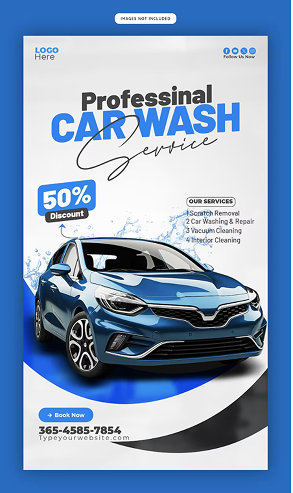 IMAGES NOT INCLUDED
LOGO
Here
Follow Us Now
Professinal
CAR WASH
Service
50%
Discount
OUR SERVICES
1 Scratch Removal
2 Car Washing & Repair
3 Vacuum Cleaning
4 Interior Cleaning
Book Now
365-4585-7854
Typeyourwebsite.com